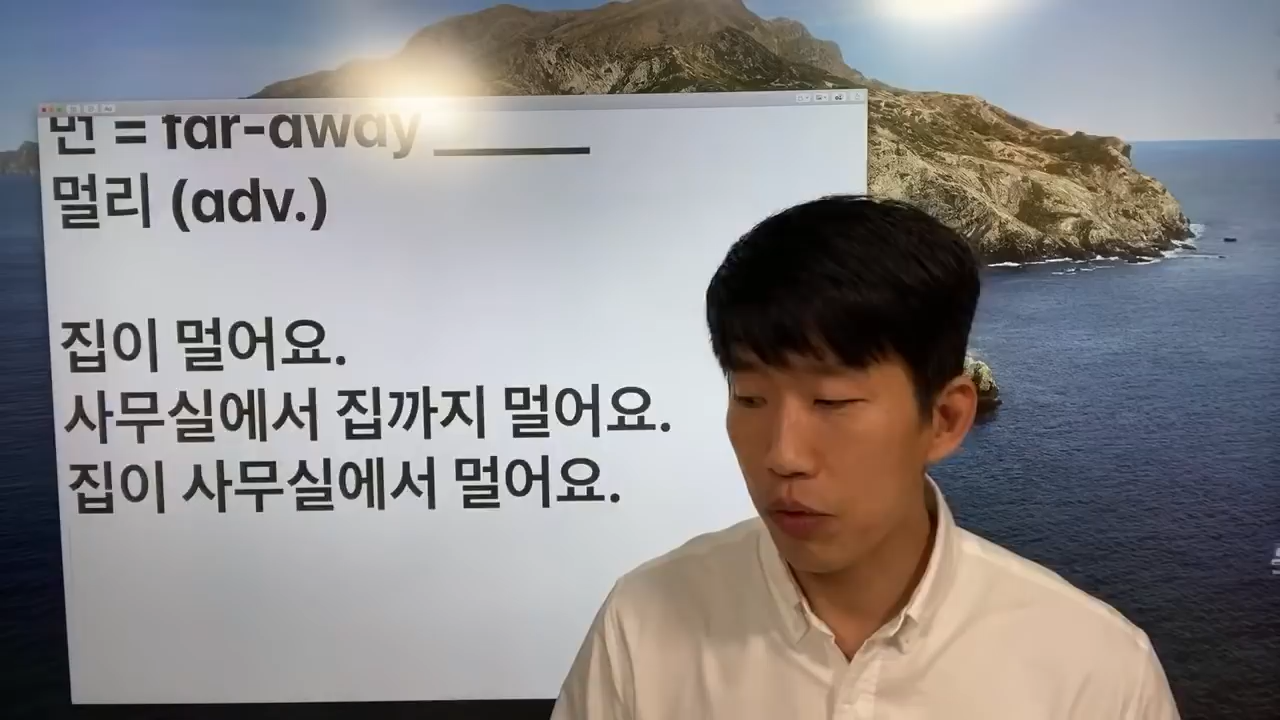 먼 = far-away ______
멀리 (adv.)
집이 멀어요.
사무실에서 집까지 멀어요.
집이 사무실에서 멀어요.